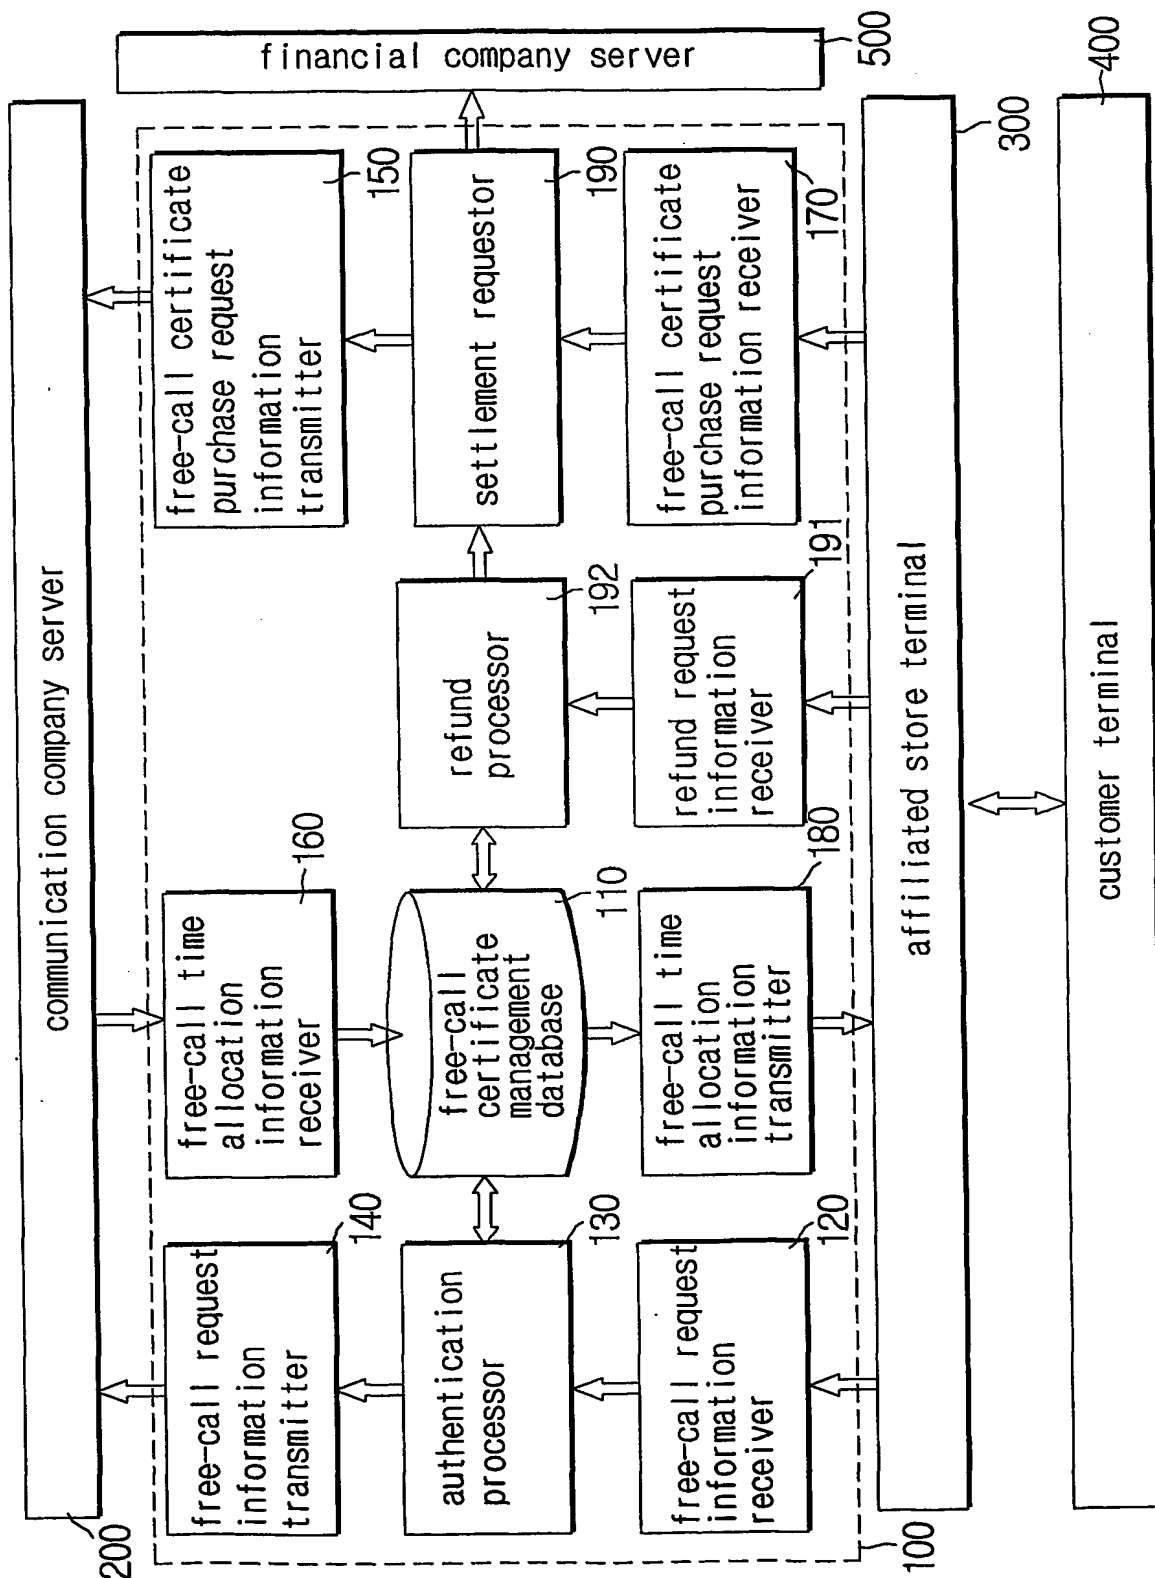 communication company server
200
free-call request
information
transmitter
140
free-call time
allocation
information
receiver
160
free-call certificate
purchase request
information
transmitter
150
financial company server
500
authentication
processor
130
free-call
certificate
management
database
110
refund
processor
192
settlement requestor
190
free-call request
information
receiver
120
free-call time
allocation
information
transmitter
180
refund request
information
receiver
191
free-call certificate
purchase request
information receiver
170
100
affiliated store terminal
300
customer terminal
400